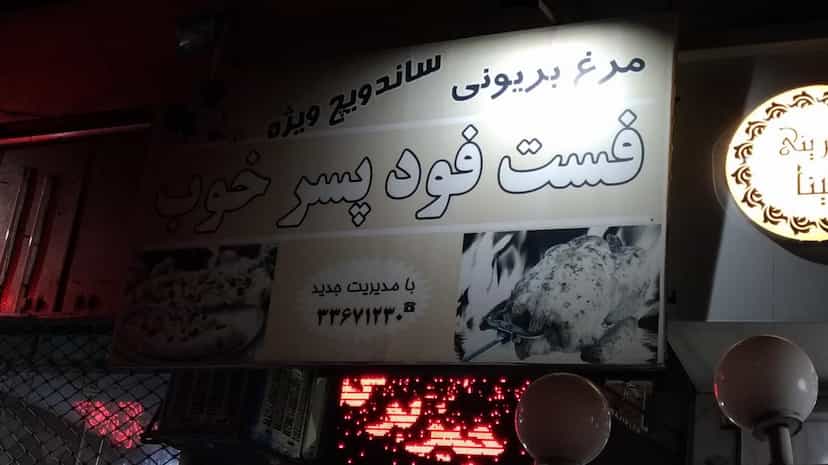 مرغ بریونی ساندویچ ویژه
فست فود پسر خوب
با مدیریت جدید
۳۳۶۷۱۲۳۰